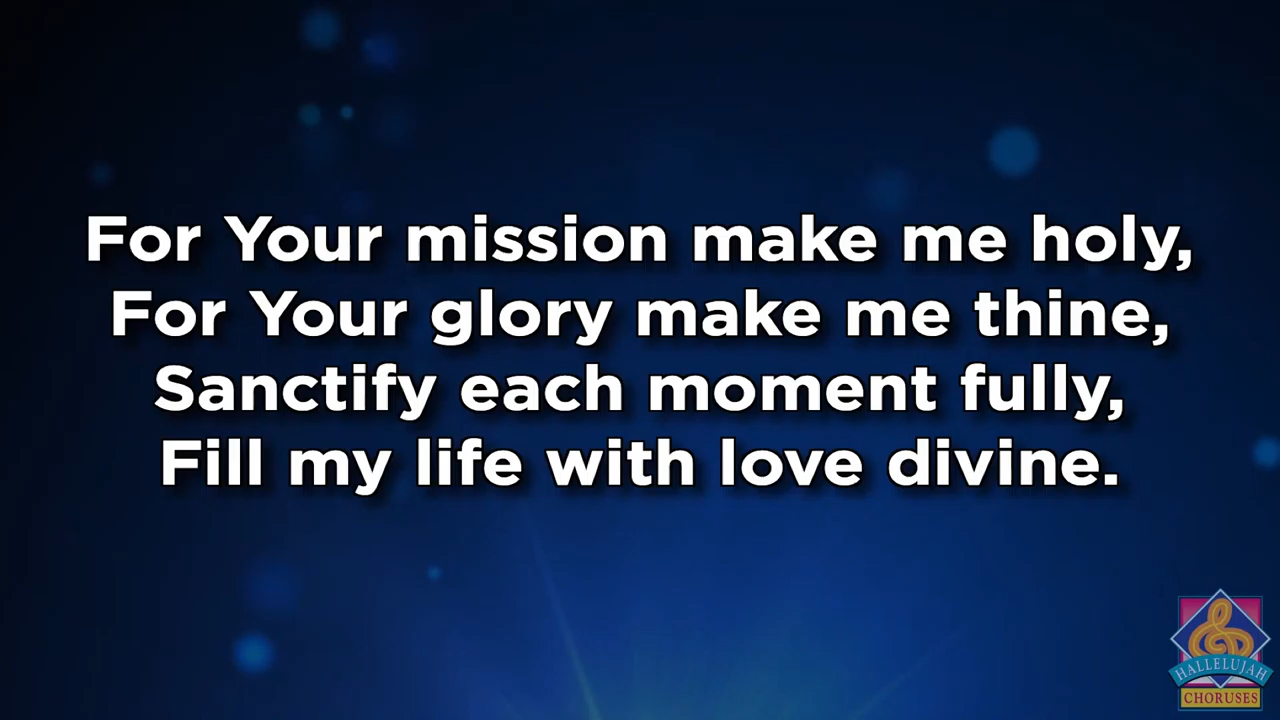 For Your mission make me holy,
For Your glory make me thine,
Sanctify each moment fully,
Fill my life with love divine.
HALLELUJAH
CHORUSES